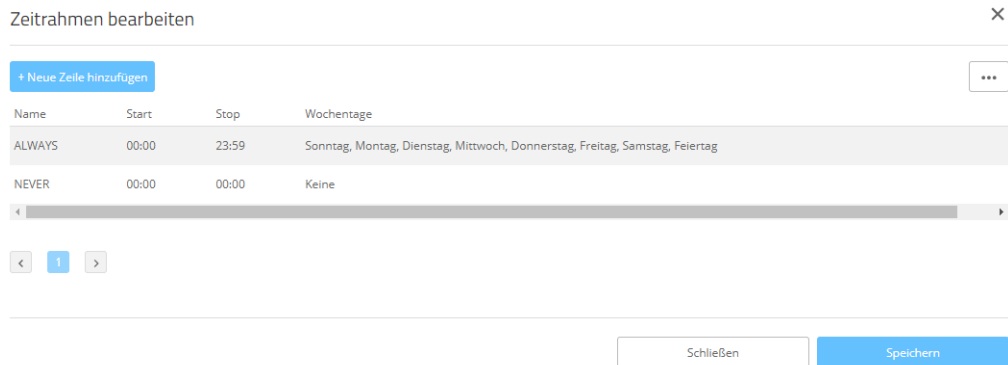 Zeitrahmen bearbeiten
+ Neue Zeile hinzufügen
Name Start Stop Wochentage
ALWAYS 00:00 23:59 Sonntag, Montag, Dienstag, Mittwoch, Donnerstag, Freitag, Samstag, Feiertag
NEVER 00:00 00:00 Keine
1
Schließen Speichern